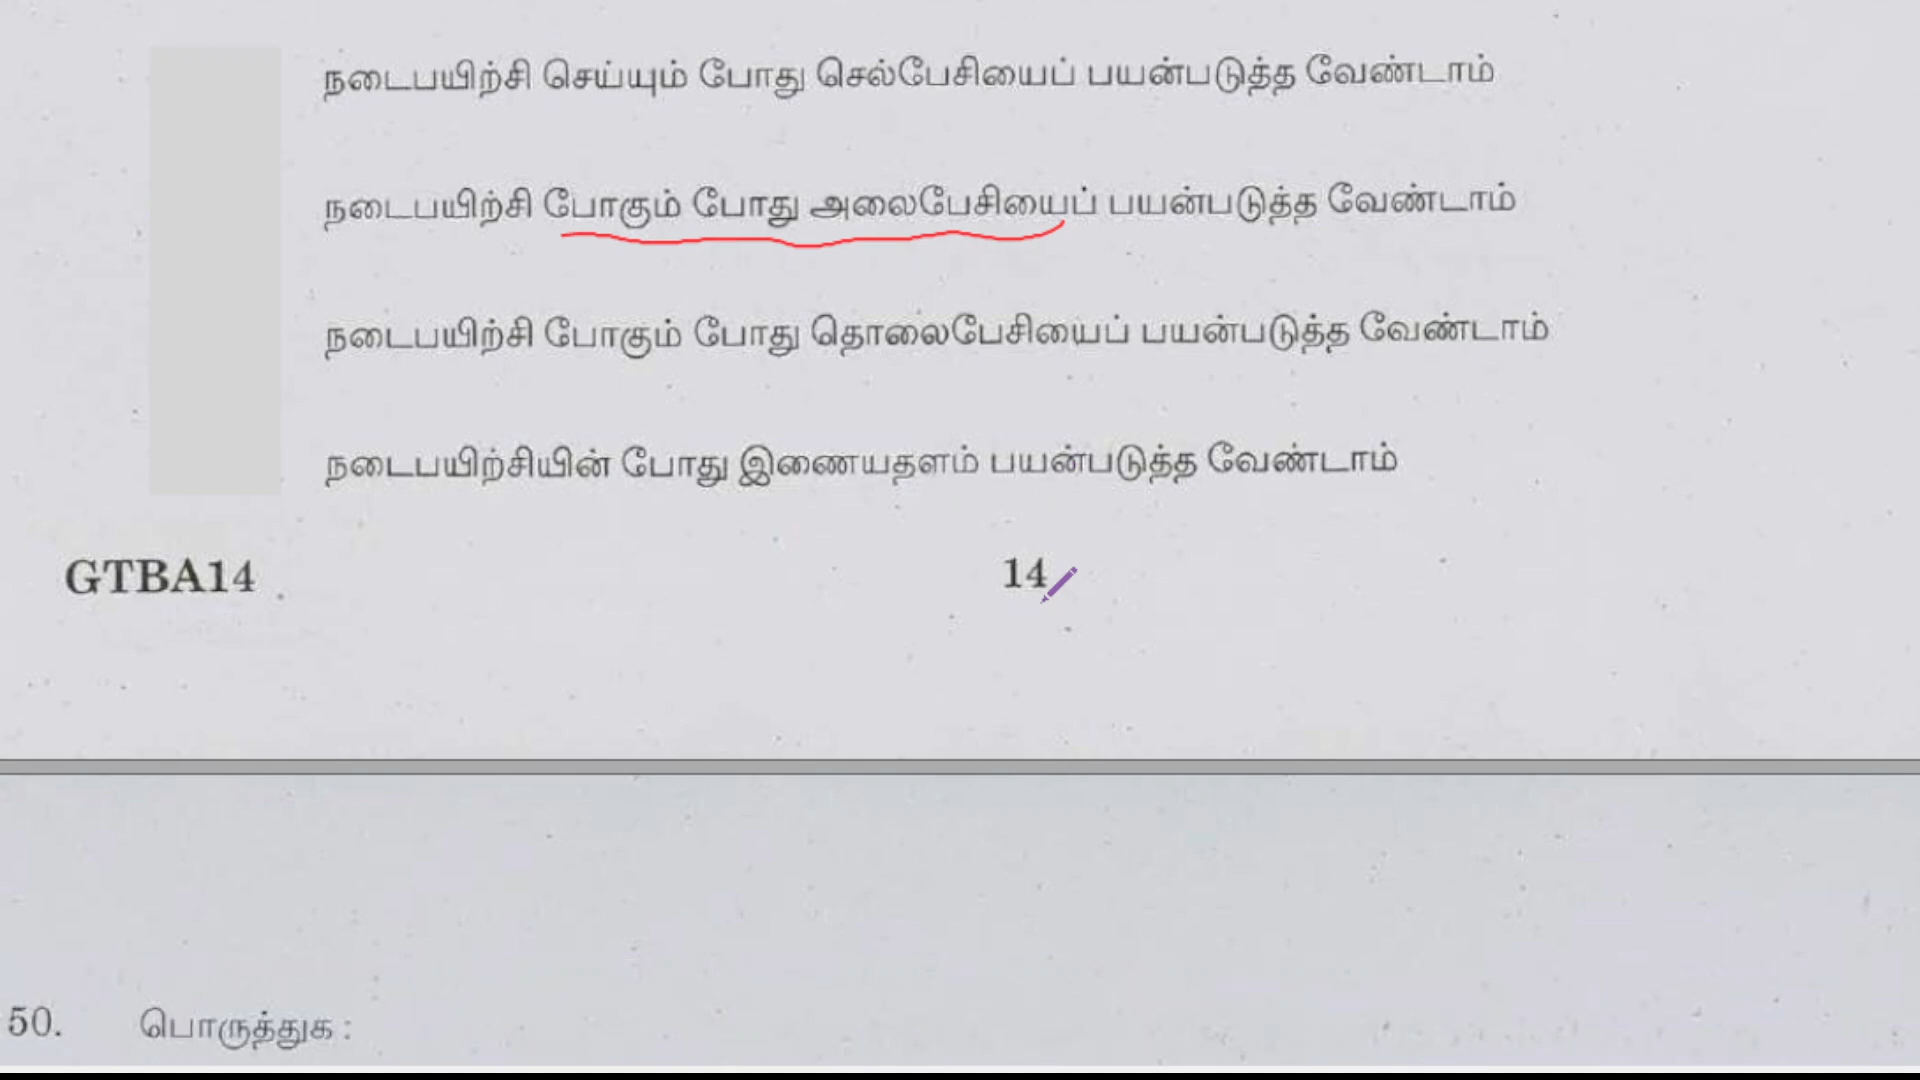 நடைபயிற்சி செய்யும் போது செல்பேசியைப் பயன்படுத்த வேண்டாம்
நடைபயிற்சி போகும் போது அலைபேசியைப் பயன்படுத்த வேண்டாம்
நடைபயிற்சி போகும் போது தொலைபேசியைப் பயன்படுத்த வேண்டாம்
நடைபயிற்சியின் போது இணையதளம் பயன்படுத்த வேண்டாம்
GTBA14
14
50. பொருத்துக :